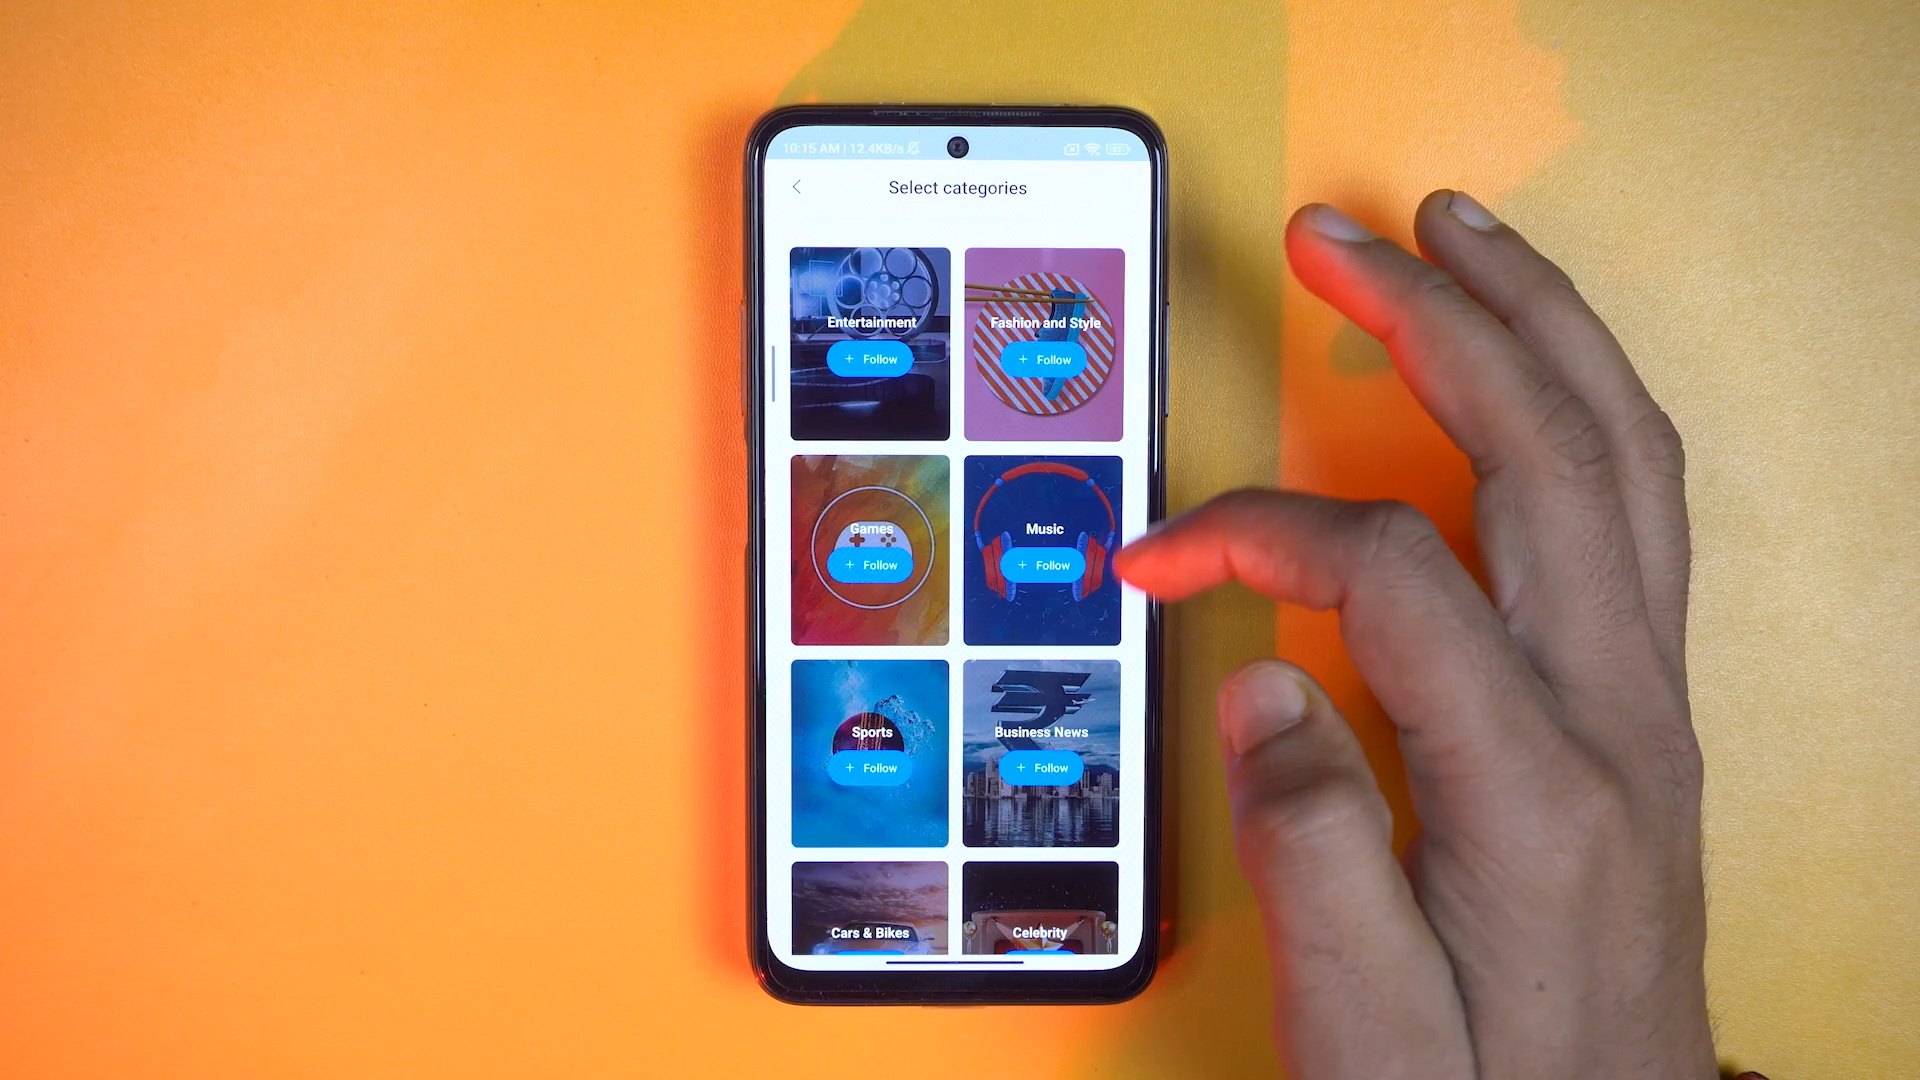 10:15 AM | 12.4KB/s
Select categories
Entertainment
+ Follow
Fashion and Style
+ Follow
Games
+ Follow
Music
+ Follow
Sports
+ Follow
Business News
+ Follow
Cars & Bikes
Celebrity